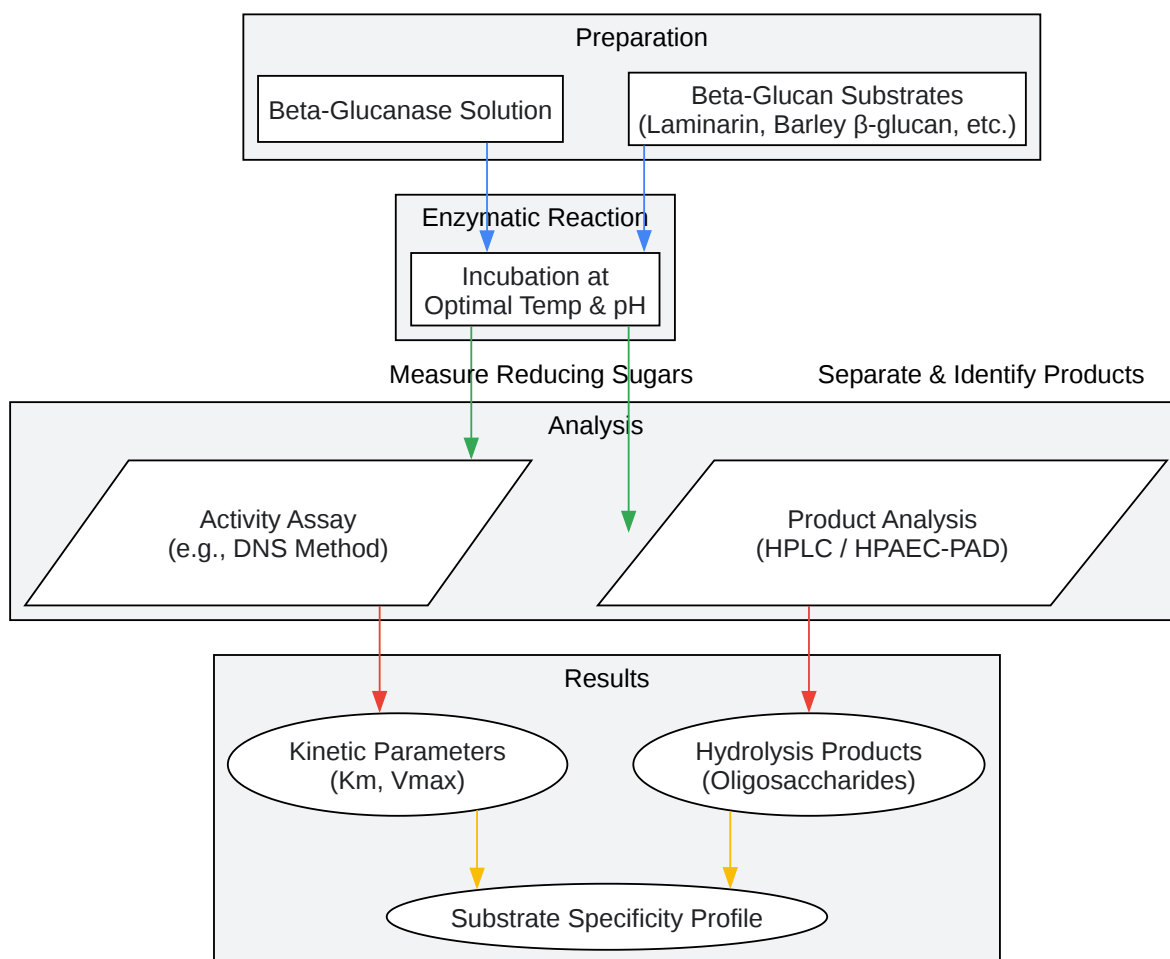 Preparation
Beta-Glucanase Solution
Beta-Glucan Substrates
(Laminarin, Barley β-glucan, etc.)
Enzymatic Reaction
Incubation at
Optimal Temp & pH
Measure Reducing Sugars
Separate & Identify Products
Analysis
Activity Assay
(e.g., DNS Method)
Product Analysis
(HPLC / HPAEC-PAD)
Results
Kinetic Parameters
(Km, Vmax)
Hydrolysis Products
(Oligosaccharides)
Substrate Specificity Profile